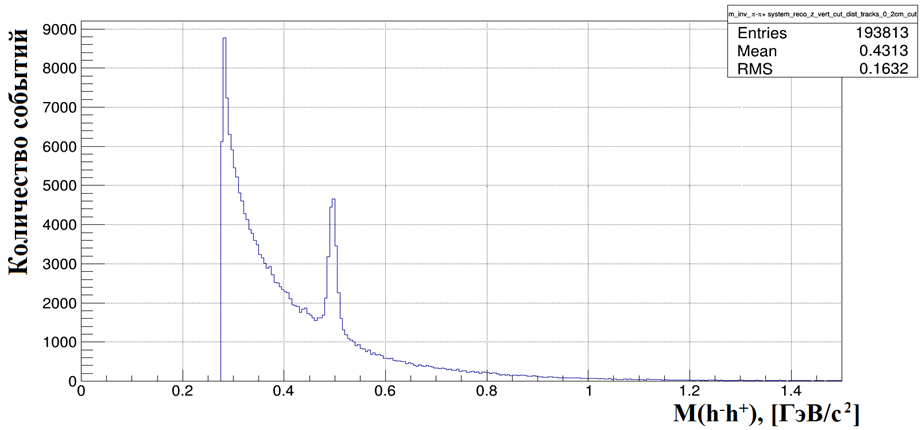 m_inv_π-π+ system_reco_z_vert_cut_dist_tracks_0_2cm_cut
Entries 193813
Mean 0.4313
RMS 0.1632
Количество событий
9000
8000
7000
6000
5000
4000
3000
2000
1000
0
0 0.2 0.4 0.6 0.8 1 1.2 1.4
M(h⁻h⁺), [ГэВ/c²]